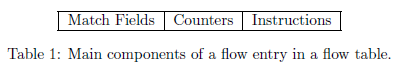 Match Fields Counters Instructions
Table 1: Main components of a flow entry in a flow table.